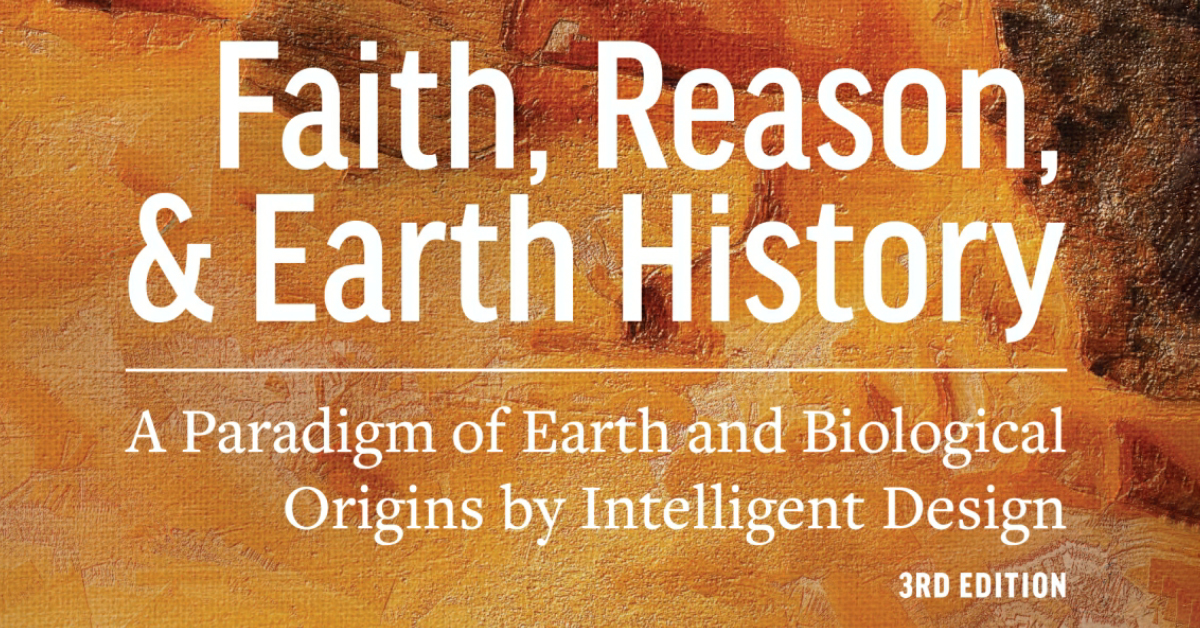 Faith, Reason,
& Earth History
A Paradigm of Earth and Biological
Origins by Intelligent Design
3RD EDITION